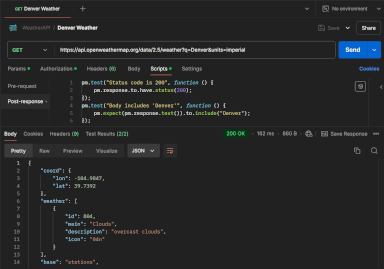 GET Denver Weather
No environment
WeatherAPI / Denver Weather
Save
Share
GET https://api.openweathermap.org/data/2.5/weather?q=Denver&units=imperial
Send
Params Authorization Headers (6) Body Scripts Settings
Cookies
Pre-request
Post-response
1 pm.test("Status code is 200", function () {
2 pm.response.to.have.status(200);
3 });
4 pm.test("Body includes 'Denver'", function () {
5 pm.expect(pm.response.text()).to.include("Denver");
6 });
Body Cookies Headers (9) Test Results (2/2)
200 OK 162 ms 860 B
Save Response
Pretty Raw Preview Visualize JSON
1 {
2 "coord": {
3 "lon": -104.9847,
4 "lat": 39.7392
5 },
6 "weather": [
7 {
8 "id": 804,
9 "main": "Clouds",
10 "description": "overcast clouds",
11 "icon": "04n"
12 }
13 ],
14 "base": "stations",